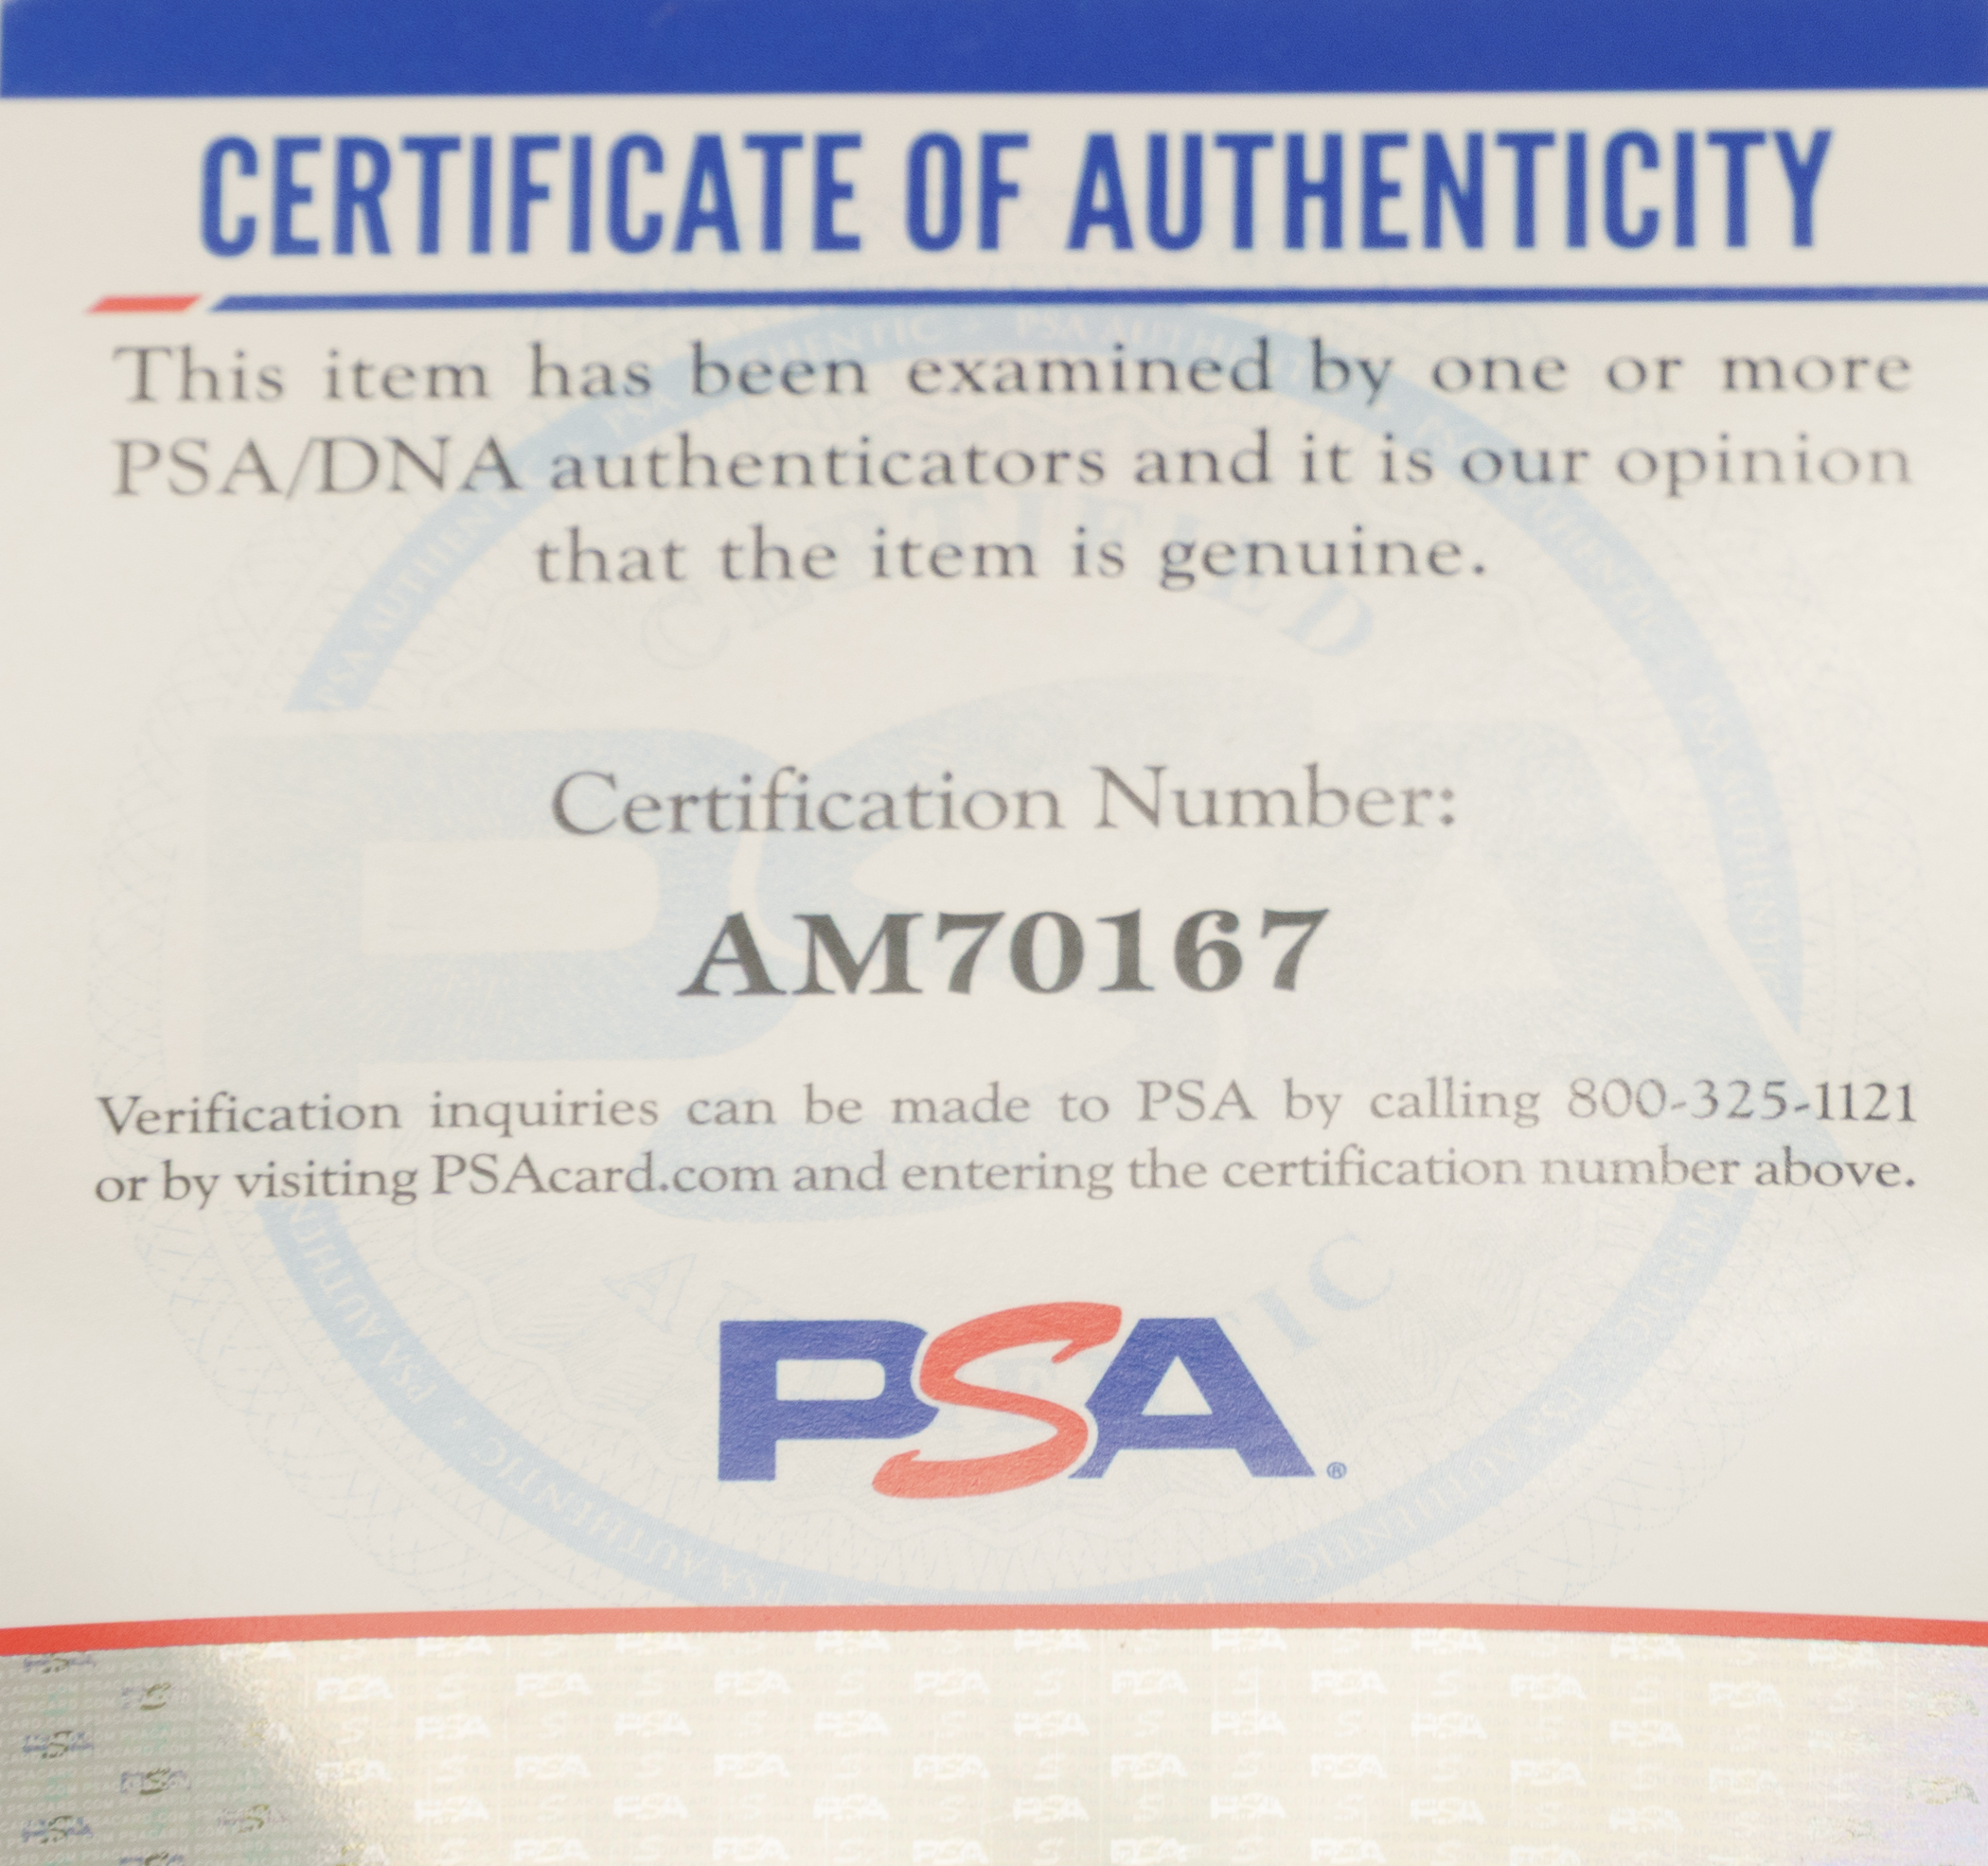 CERTIFICATE OF AUTHENTICITY
This item has been examined by one or more
PSA/DNA authenticators and it is our opinion
that the item is genuine.
CERTIFIED
Certification Number:
AM70167
Verification inquiries can be made to PSA by calling 800-325-1121
or by visiting PSAcard.com and entering the certification number above.
PSA®